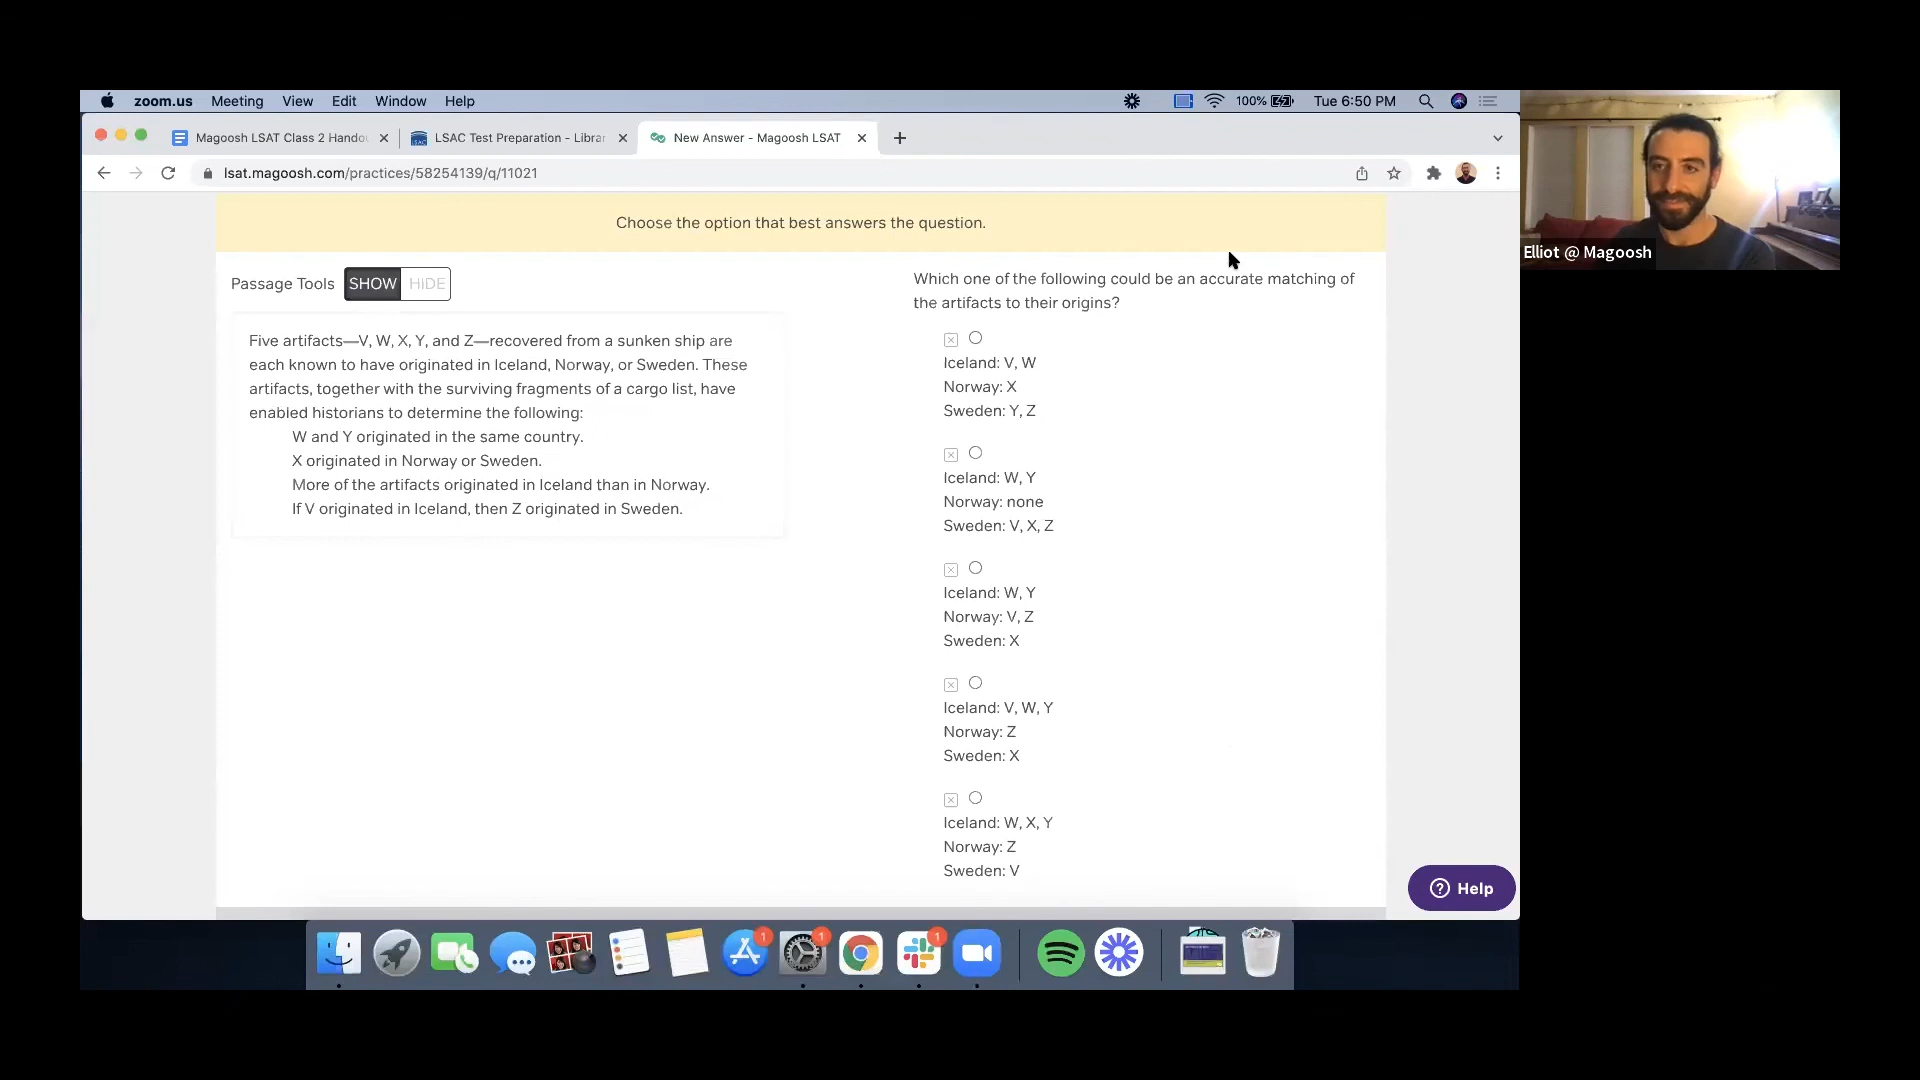 zoom.us Meeting View Edit Window Help 100% Tue 6:50 PM
Magoosh LSAT Class 2 Handou LSAC Test Preparation - Librar New Answer - Magoosh LSAT
lsat.magoosh.com/practices/58254139/q/11021
Choose the option that best answers the question.
Passage Tools SHOW HIDE
Five artifacts—V, W, X, Y, and Z—recovered from a sunken ship are
each known to have originated in Iceland, Norway, or Sweden. These
artifacts, together with the surviving fragments of a cargo list, have
enabled historians to determine the following:
W and Y originated in the same country.
X originated in Norway or Sweden.
More of the artifacts originated in Iceland than in Norway.
If V originated in Iceland, then Z originated in Sweden.
Which one of the following could be an accurate matching of
the artifacts to their origins?
Iceland: V, W
Norway: X
Sweden: Y, Z
Iceland: W, Y
Norway: none
Sweden: V, X, Z
Iceland: W, Y
Norway: V, Z
Sweden: X
Iceland: V, W, Y
Norway: Z
Sweden: X
Iceland: W, X, Y
Norway: Z
Sweden: V
? Help
1
1
1
Elliot @ Magoosh